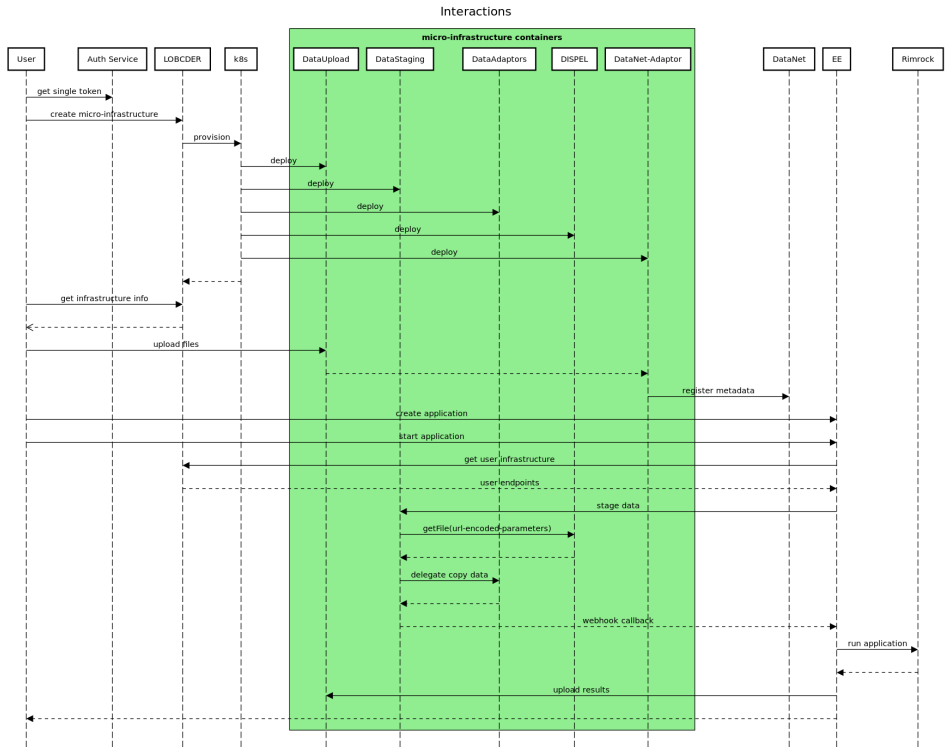 Interactions
micro-infrastructure containers
User
Auth Service
LOBCDER
k8s
DataUpload
DataStaging
DataAdaptors
DISPEL
DataNet-Adaptor
DataNet
EE
Rimrock
get single token
create micro-infrastructure
provision
deploy
deploy
deploy
deploy
deploy
get infrastructure info
upload files
register metadata
create application
start application
get user infrastructure
user endpoints
stage data
getFile(url-encoded-parameters)
delegate copy data
webhook callback
run application
upload results